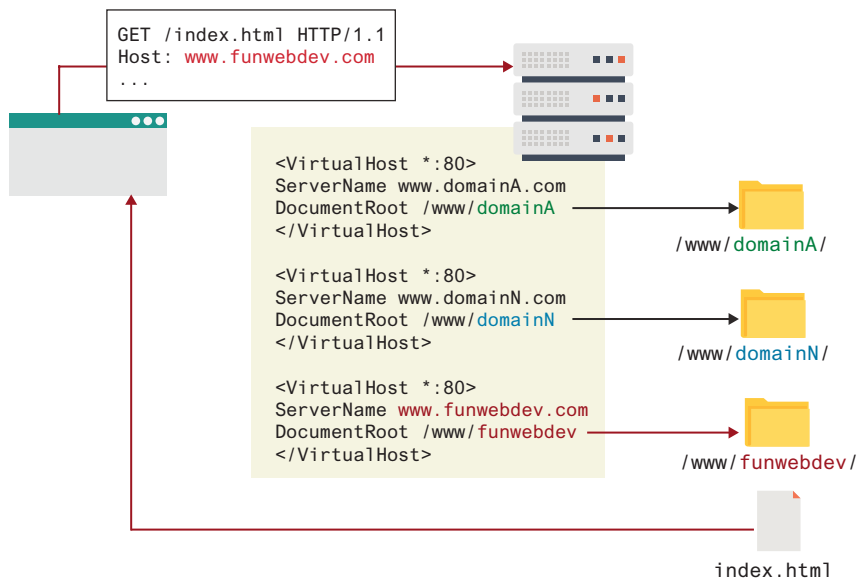 GET /index.html HTTP/1.1
Host: www.funwebdev.com
...
<VirtualHost *:80>
ServerName www.domainA.com
DocumentRoot /www/domainA
</VirtualHost>
/www/domainA/
<VirtualHost *:80>
ServerName www.domainN.com
DocumentRoot /www/domainN
</VirtualHost>
/www/domainN/
<VirtualHost *:80>
ServerName www.funwebdev.com
DocumentRoot /www/funwebdev
</VirtualHost>
/www/funwebdev/
index.html